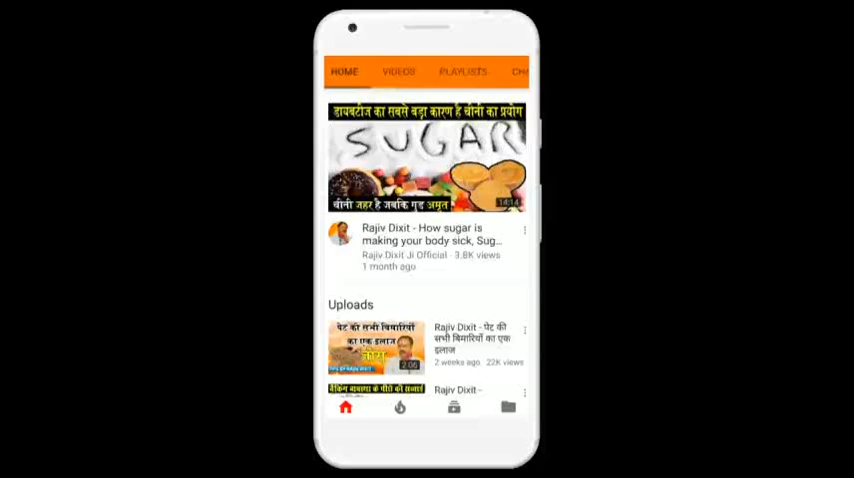 HOME VIDEOS PLAYLISTS CHA
डायबटीज का सबसे बड़ा कारण है चीनी का प्रयोग
SUGAR
चीनी जहर है जबकि गुड़ अमृत
14:14
Rajiv Dixit - How sugar is
making your body sick, Sug...
Rajiv Dixit Ji Official · 3.8K views
1 month ago
Uploads
पेट की सभी बिमारियों
का एक इलाज
जीरा
2:06
Rajiv Dixit - पेट की
सभी बिमारियों का एक
इलाज
2 weeks ago 22K views
Rajiv Dixit -